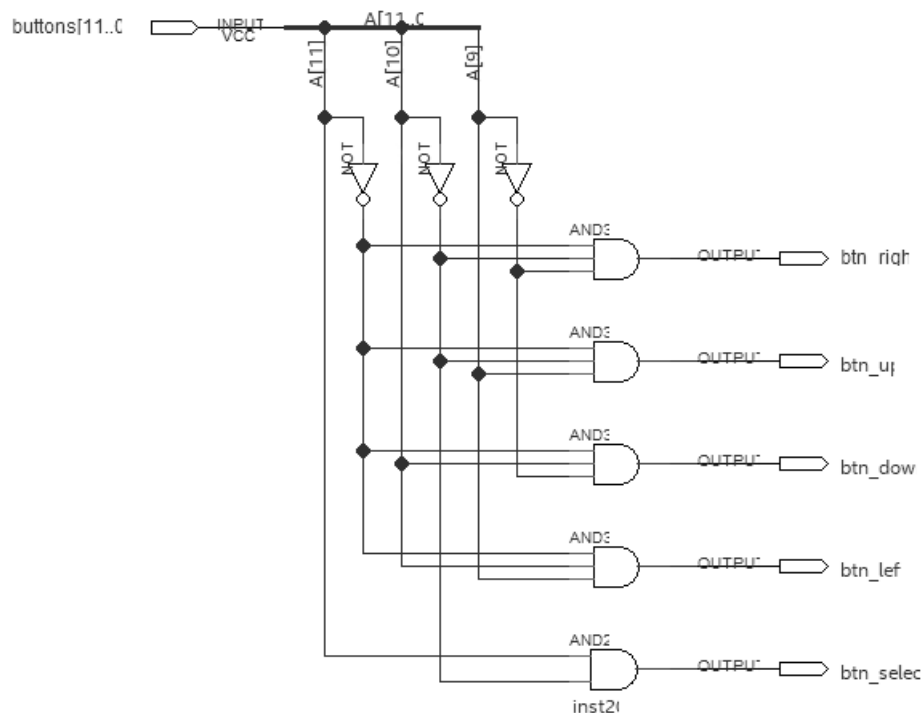 buttons[11..0
INPUT
VCC
A[11..0
A[11]
A[10]
A[9]
NOT
NOT
NOT
AND3
OUTPUT
btn_righ
AND3
OUTPUT
btn_up
AND3
OUTPUT
btn_dow
AND3
OUTPUT
btn_lef
AND2
OUTPUT
btn_selec
inst20